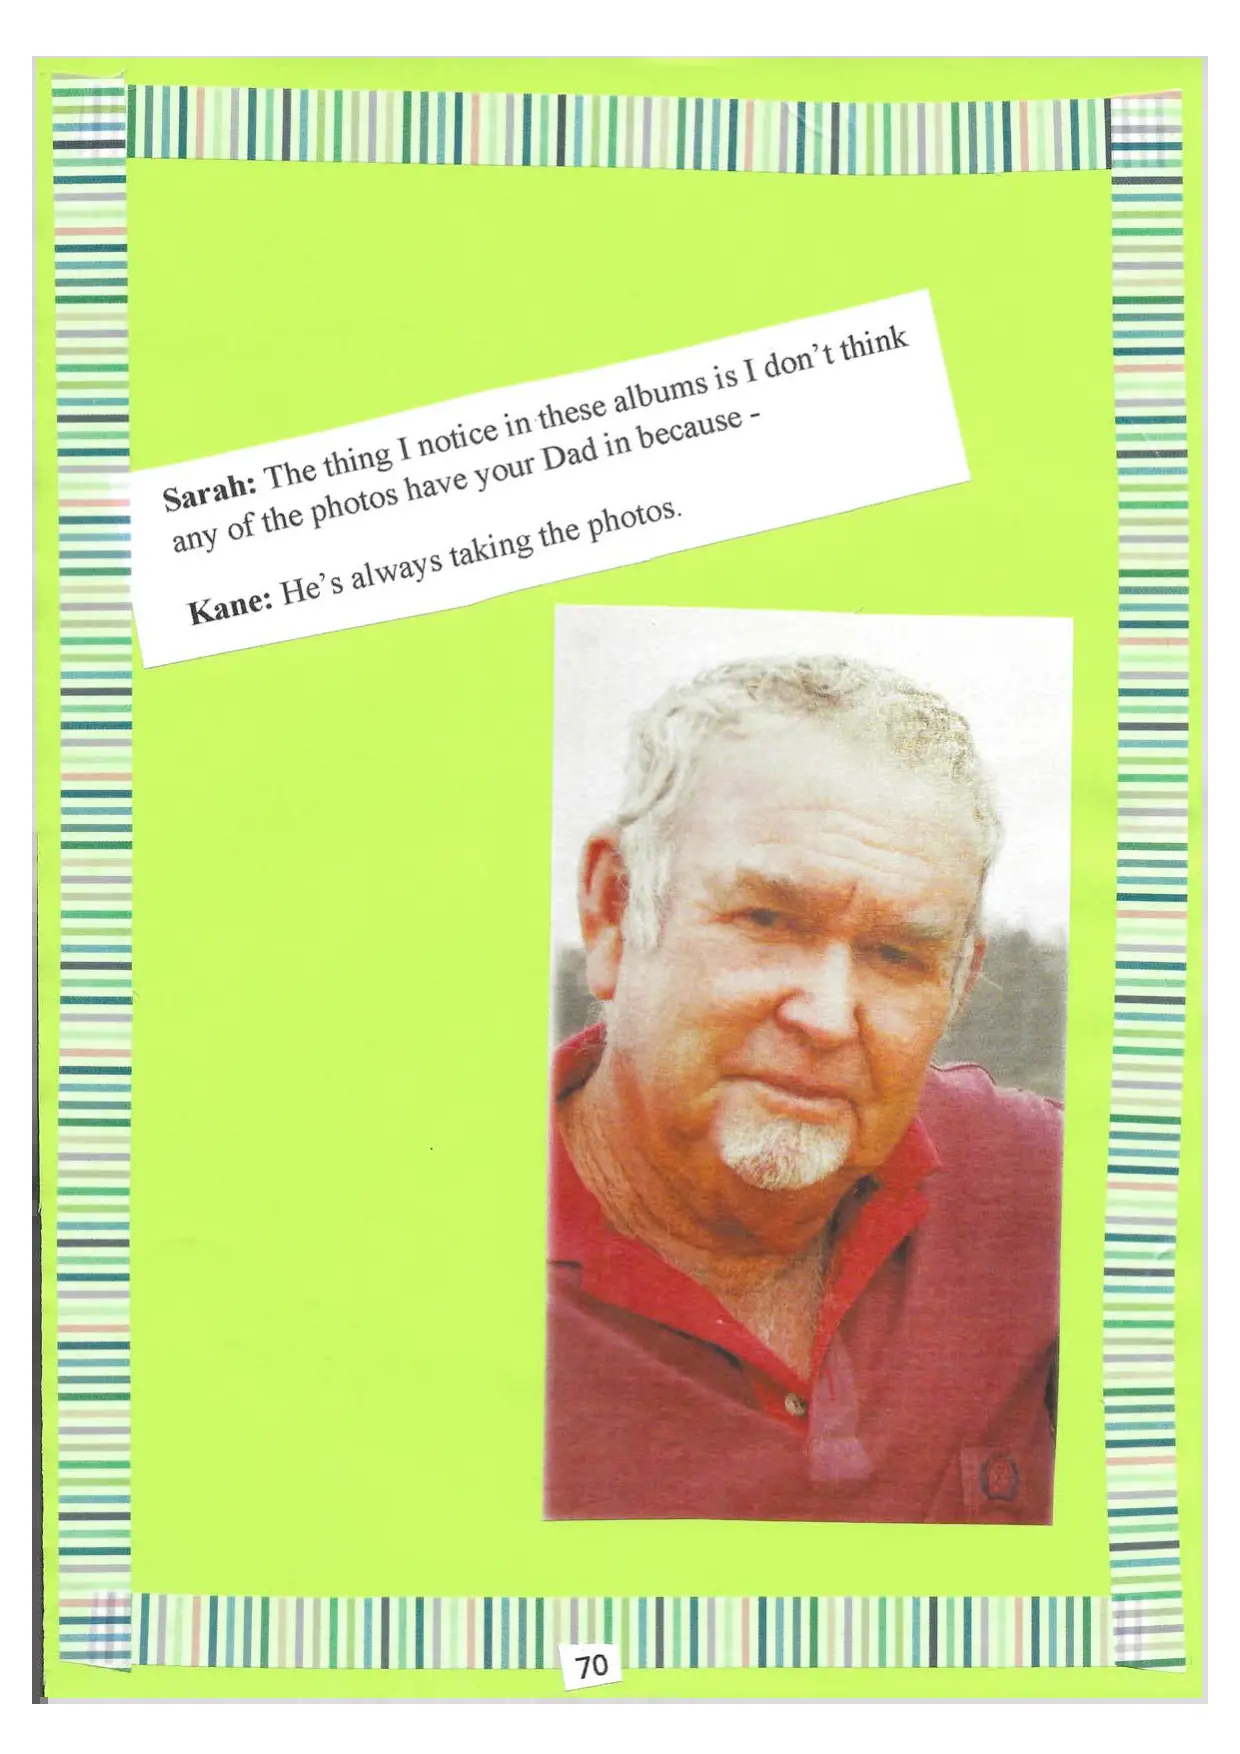 Sarah: The thing I notice in these albums is I don't think
any of the photos have your Dad in because -
Kane: He's always taking the photos.
70